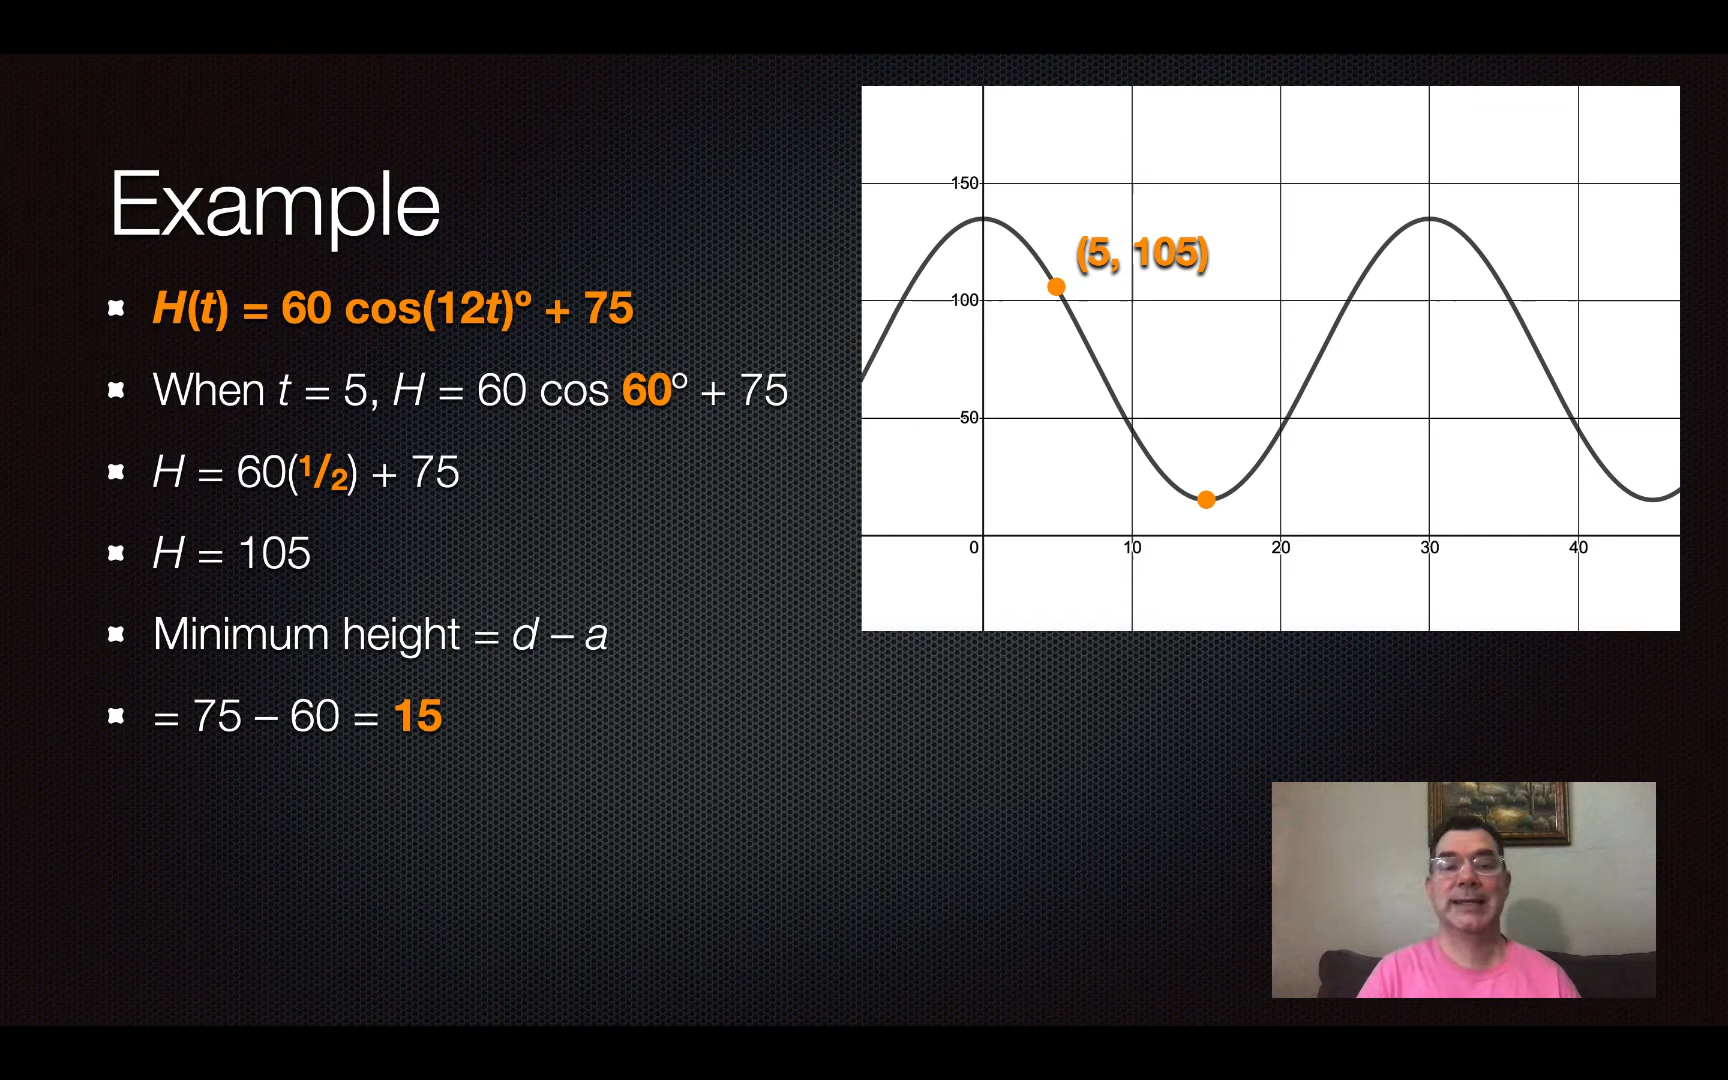 Example
H(t) = 60 cos(12t)º + 75
When t = 5, H = 60 cos 60º + 75
H = 60(1/2) + 75
H = 105
Minimum height = d – a
= 75 – 60 = 15
150
(5, 105)
100
50
0 10 20 30 40